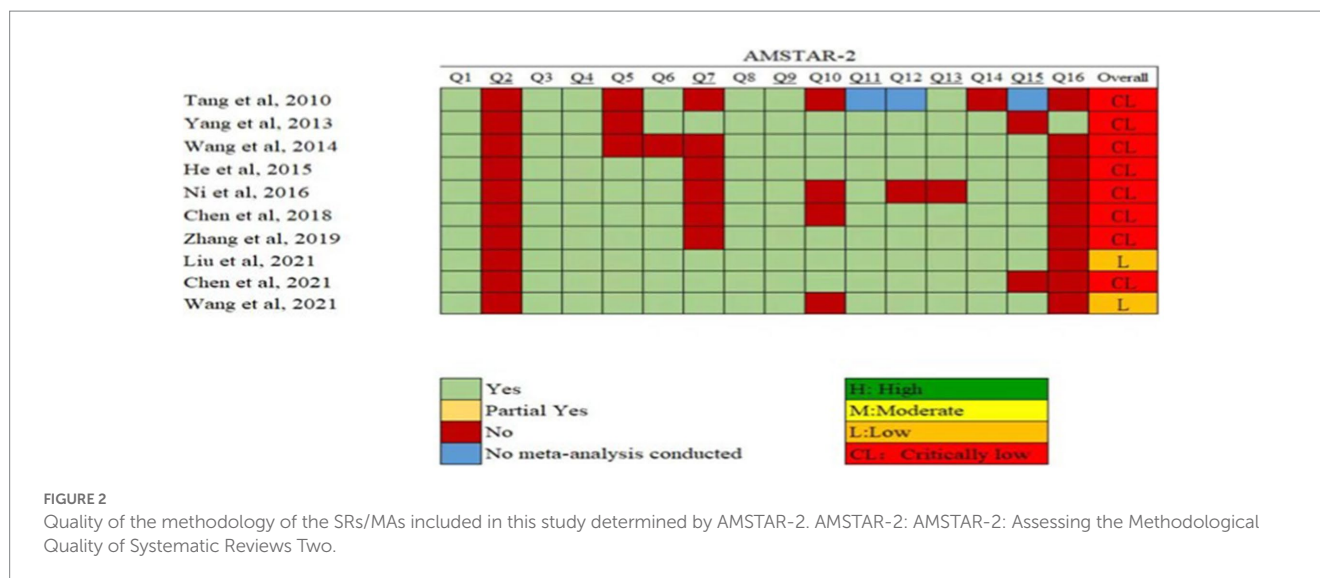 AMSTAR-2
Q1 Q2 Q3 Q4 Q5 Q6 Q7 Q8 Q9 Q10 Q11 Q12 Q13 Q14 Q15 Q16 Overall
Tang et al, 2010 CL
Yang et al, 2013 CL
Wang et al, 2014 CL
He et al, 2015 CL
Ni et al, 2016 CL
Chen et al, 2018 CL
Zhang et al, 2019 CL
Liu et al, 2021 L
Chen et al, 2021 CL
Wang et al, 2021 L
Yes H: High
Partial Yes M:Moderate
No L:Low
No meta-analysis conducted CL: Critically low
FIGURE 2
Quality of the methodology of the SRs/MAs included in this study determined by AMSTAR-2. AMSTAR-2: AMSTAR-2: Assessing the Methodological
Quality of Systematic Reviews Two.